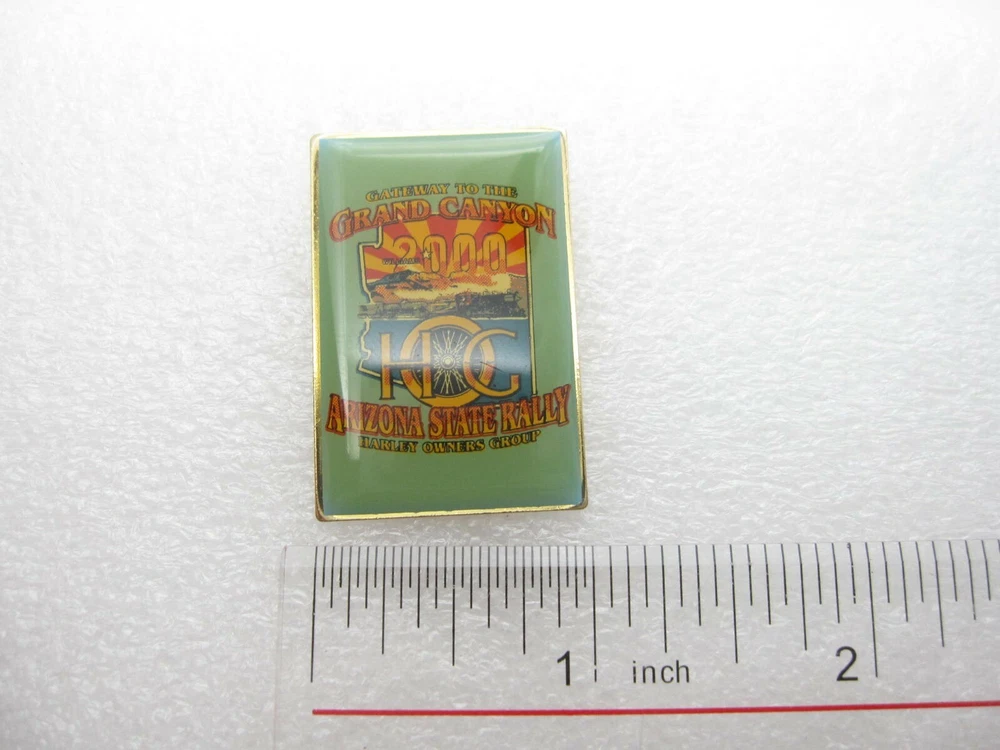 GATEWAY TO THE
GRAND CANYON
2000
HOG
ARIZONA STATE RALLY
HARLEY OWNERS GROUP
1 inch 2